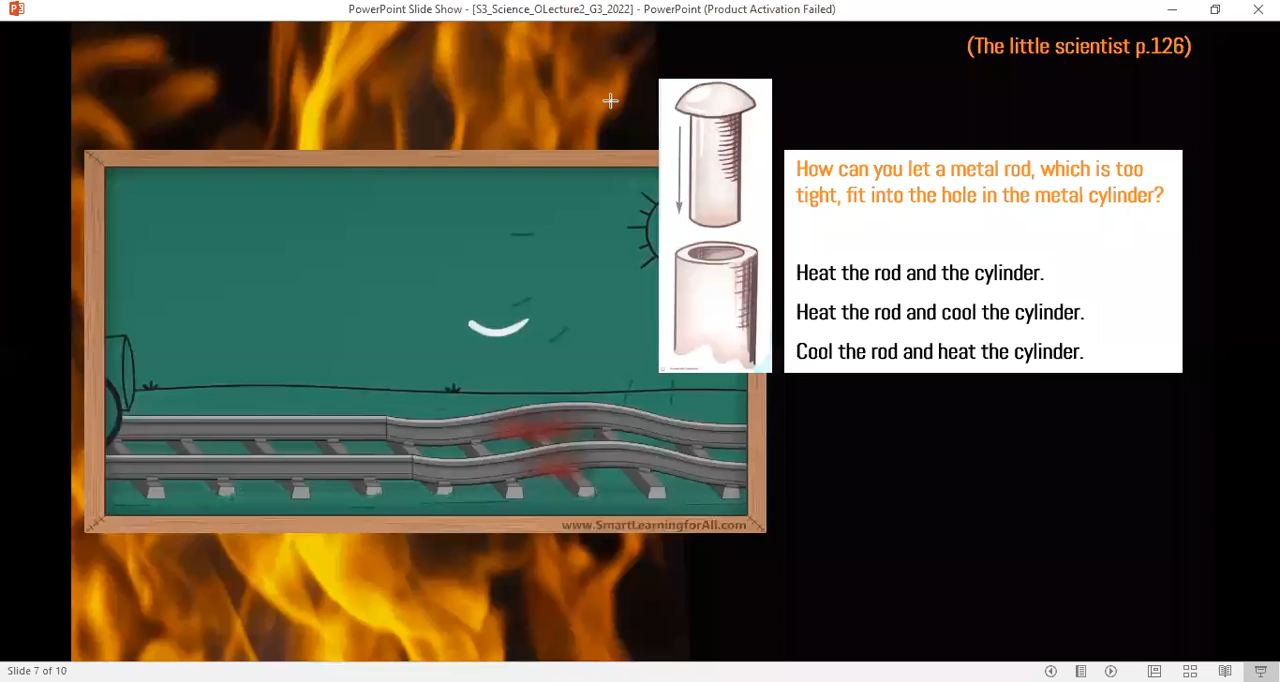 PowerPoint Slide Show - [S3_Science_OLecture2_G3_2022] - PowerPoint (Product Activation Failed)
(The little scientist p.126)
How can you let a metal rod, which is too
tight, fit into the hole in the metal cylinder?
Heat the rod and the cylinder.
Heat the rod and cool the cylinder.
Cool the rod and heat the cylinder.
www.SmartLearningforAll.com
Slide 7 of 10